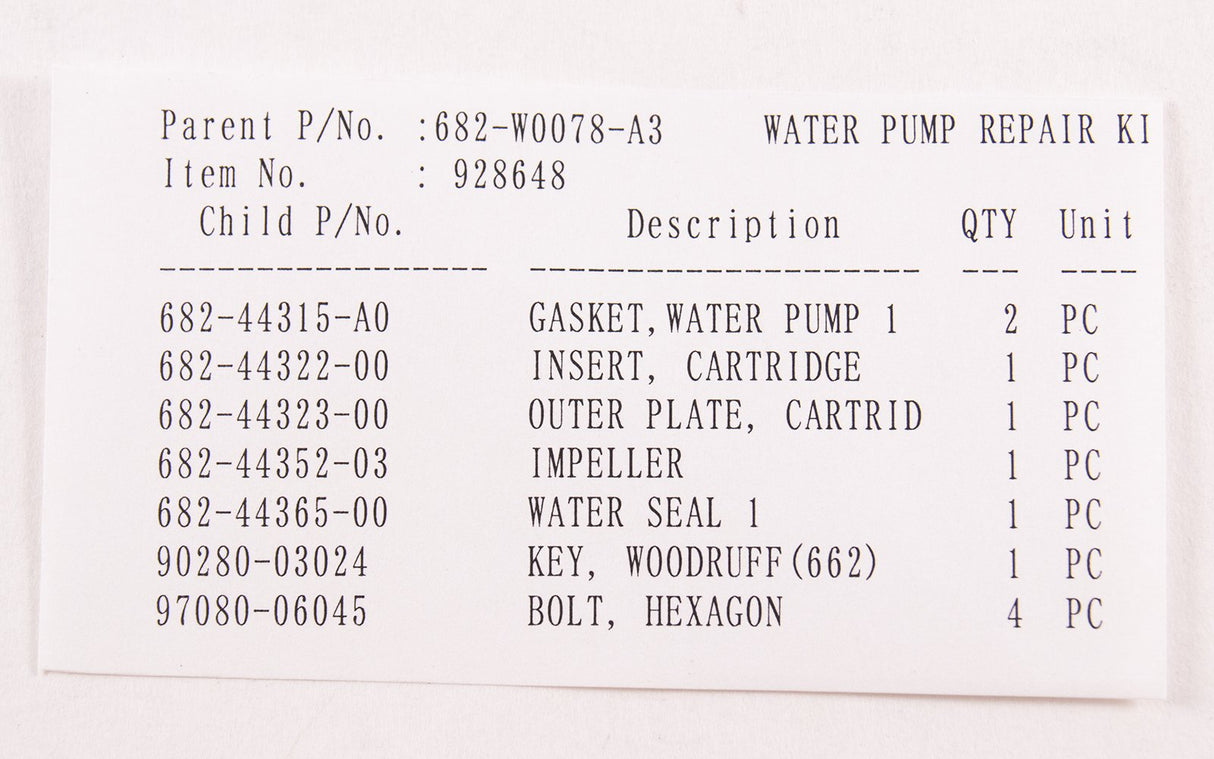 Parent P/No. :682-W0078-A3 WATER PUMP REPAIR KI
Item No. : 928648
Child P/No. Description QTY Unit
----------------- -------------------- --- ----
682-44315-A0 GASKET,WATER PUMP 1 2 PC
682-44322-00 INSERT, CARTRIDGE 1 PC
682-44323-00 OUTER PLATE, CARTRID 1 PC
682-44352-03 IMPELLER 1 PC
682-44365-00 WATER SEAL 1 1 PC
90280-03024 KEY, WOODRUFF(662) 1 PC
97080-06045 BOLT, HEXAGON 4 PC